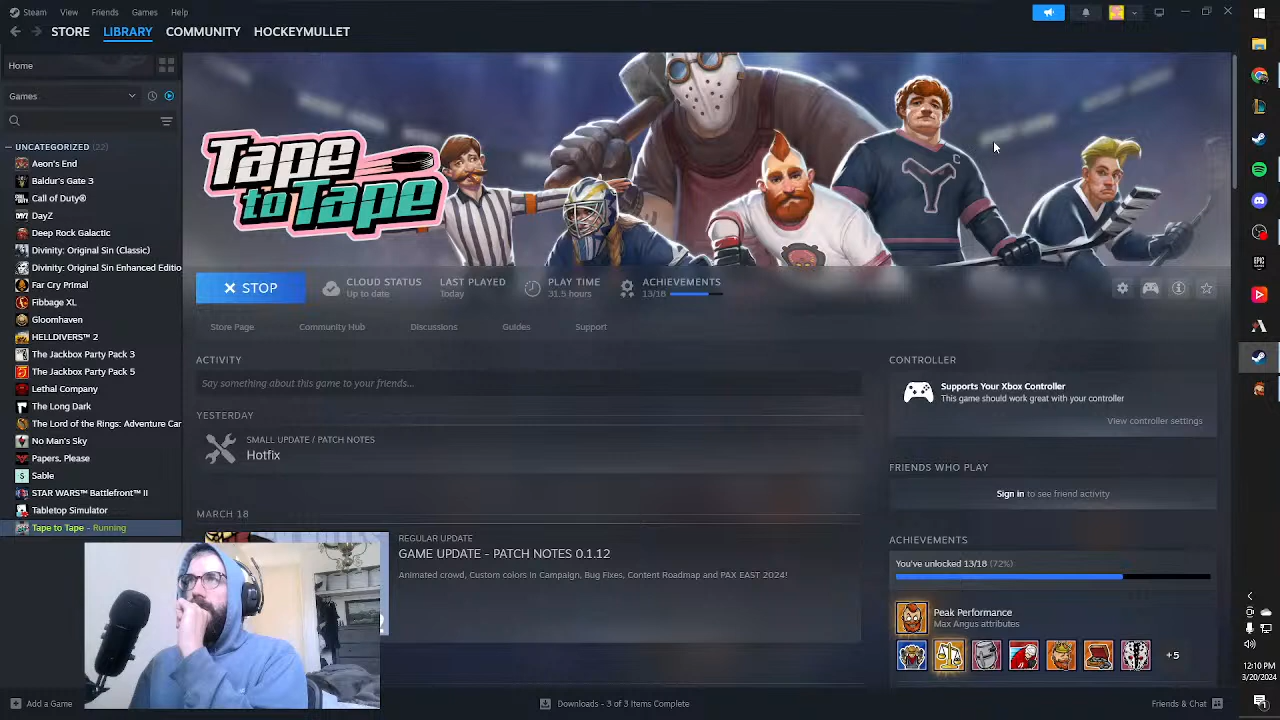 Steam View Friends Games Help
STORE LIBRARY COMMUNITY HOCKEYMULLET
Home
Games
UNCATEGORIZED (22)
Aeon's End
Baldur's Gate 3
Call of Duty®
DayZ
Deep Rock Galactic
Divinity: Original Sin (Classic)
Divinity: Original Sin Enhanced Editio
Far Cry Primal
Fibbage XL
Gloomhaven
HELLDIVERS™ 2
The Jackbox Party Pack 3
The Jackbox Party Pack 5
Lethal Company
The Long Dark
The Lord of the Rings: Adventure Car
No Man's Sky
Papers, Please
Sable
STAR WARS™ Battlefront™ II
Tabletop Simulator
Tape to Tape - Running
Tape
to Tape
C
Y
STOP
CLOUD STATUS
Up to date
LAST PLAYED
Today
PLAY TIME
31.5 hours
ACHIEVEMENTS
13/18
Store Page Community Hub Discussions Guides Support
ACTIVITY
Say something about this game to your friends...
YESTERDAY
SMALL UPDATE / PATCH NOTES
Hotfix
MARCH 18
REGULAR UPDATE
GAME UPDATE - PATCH NOTES 0.1.12
Animated crowd, Custom colors in Campaign, Bug Fixes, Content Roadmap and PAX EAST 2024!
CONTROLLER
Supports Your Xbox Controller
This game should work great with your controller
View controller settings
FRIENDS WHO PLAY
Sign in to see friend activity
ACHIEVEMENTS
You've unlocked 13/18 (72%)
Peak Performance
Max Angus attributes
+5
Add a Game
Downloads - 3 of 3 Items Complete
Friends & Chat
EPIC
12:10 PM
3/20/2024